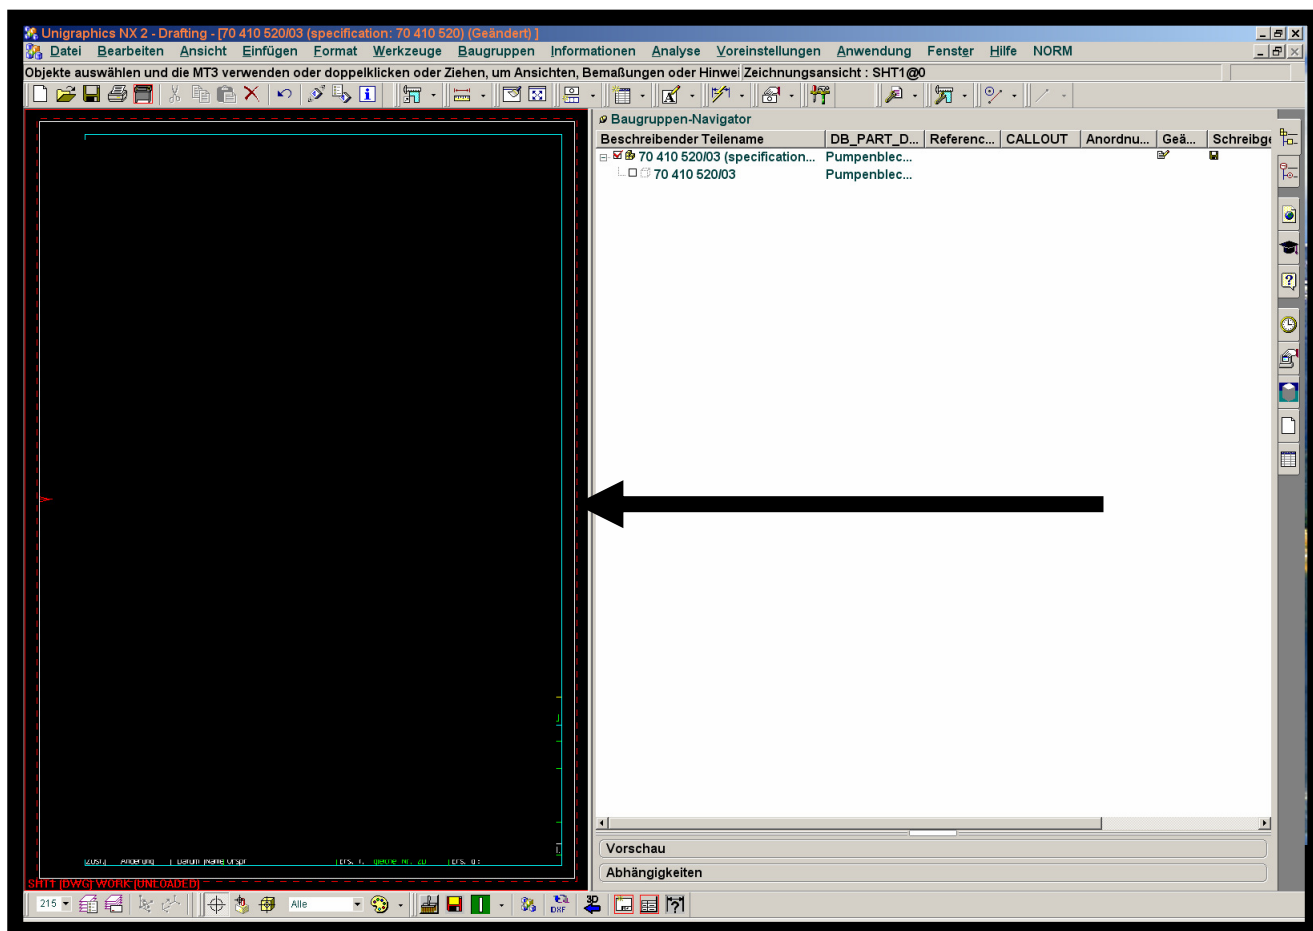 Unigraphics NX 2 - Drafting - [70 410 520/03 (specification: 70 410 520) (Geändert) ]
Datei Bearbeiten Ansicht Einfügen Format Werkzeuge Baugruppen Informationen Analyse Voreinstellungen Anwendung Fenster Hilfe NORM
Objekte auswählen und die MT3 verwenden oder doppelklicken oder Ziehen, um Ansichten, Bemaßungen oder Hinwei Zeichnungsansicht : SHT1@0
Baugruppen-Navigator
Beschreibender Teilename DB_PART_D... Referenc... CALLOUT Anordnu... Geä... Schreibge
70 410 520/03 (specification... Pumpenblec...
70 410 520/03 Pumpenblec...
Vorschau
Abhängigkeiten
SHT1 [DWG] WORK [UNLOADED]
215 Alle DXF 3D